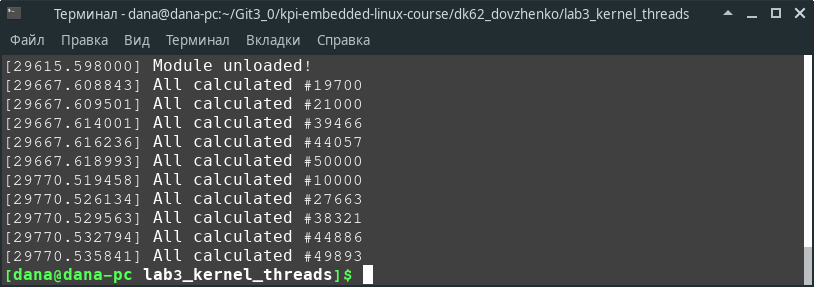 Терминал - dana@dana-pc:~/Git3_0/kpi-embedded-linux-course/dk62_dovzhenko/lab3_kernel_threads
Файл Правка Вид Терминал Вкладки Справка
[29615.598000] Module unloaded!
[29667.608843] All calculated #19700
[29667.609501] All calculated #21000
[29667.614001] All calculated #39466
[29667.616236] All calculated #44057
[29667.618993] All calculated #50000
[29770.519458] All calculated #10000
[29770.526134] All calculated #27663
[29770.529563] All calculated #38321
[29770.532794] All calculated #44886
[29770.535841] All calculated #49893
[dana@dana-pc lab3_kernel_threads]$